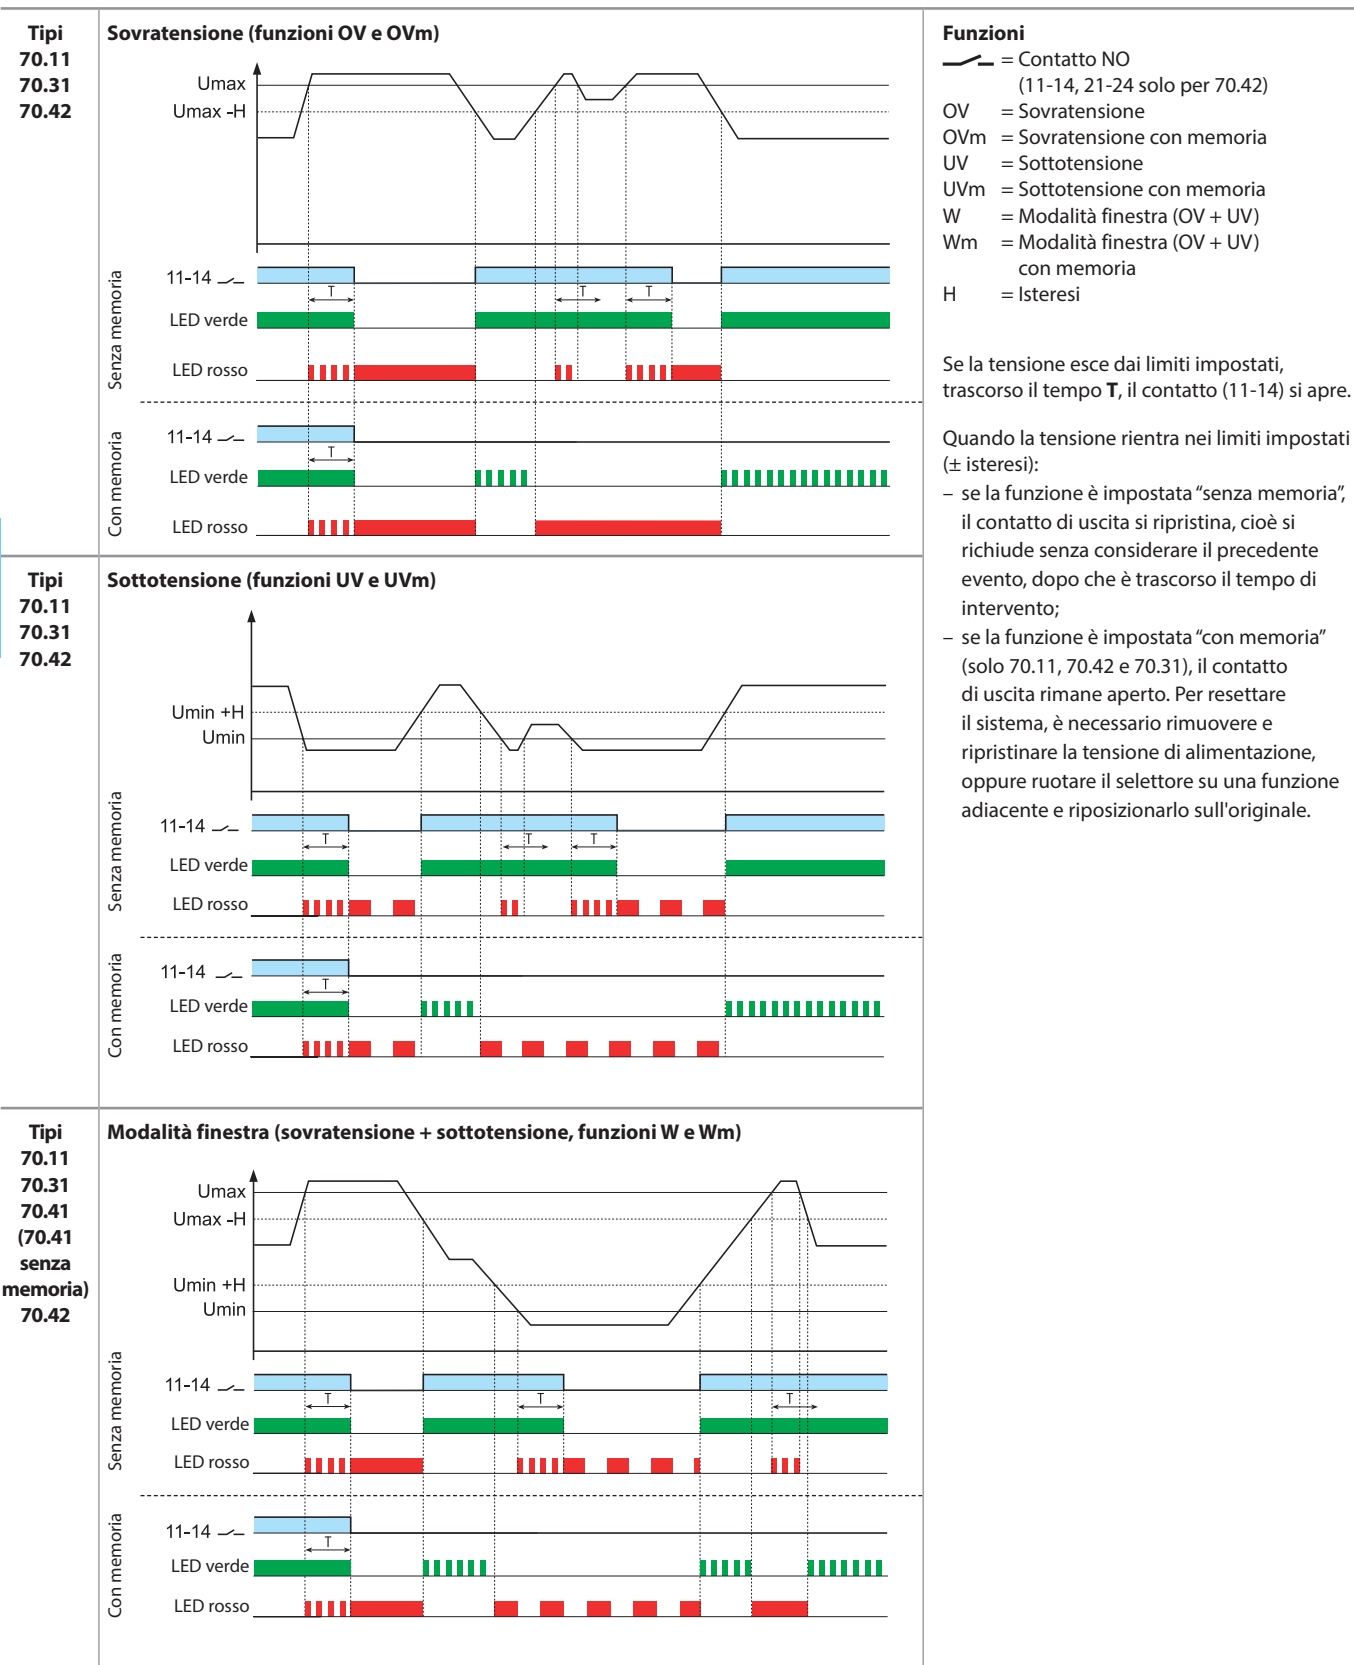 Tipi
70.11
70.31
70.42
Sovratensione (funzioni OV e OVm)
Umax
Umax -H
Senza memoria
11-14
T
T
T
LED verde
LED rosso
Con memoria
11-14
T
LED verde
LED rosso
Tipi
70.11
70.31
70.42
Sottotensione (funzioni UV e UVm)
Umin +H
Umin
Senza memoria
11-14
T
T
T
LED verde
LED rosso
Con memoria
11-14
T
LED verde
LED rosso
Tipi
70.11
70.31
70.41
(70.41
senza
memoria)
70.42
Modalità finestra (sovratensione + sottotensione, funzioni W e Wm)
Umax
Umax -H
Umin +H
Umin
Senza memoria
11-14
T
T
T
LED verde
LED rosso
Con memoria
11-14
T
LED verde
LED rosso
Funzioni
= Contatto NO
(11-14, 21-24 solo per 70.42)
OV = Sovratensione
OVm = Sovratensione con memoria
UV = Sottotensione
UVm = Sottotensione con memoria
W = Modalità finestra (OV + UV)
Wm = Modalità finestra (OV + UV)
con memoria
H = Isteresi
Se la tensione esce dai limiti impostati,
trascorso il tempo T, il contatto (11-14) si apre.
Quando la tensione rientra nei limiti impostati
(± isteresi):
– se la funzione è impostata “senza memoria”,
il contatto di uscita si ripristina, cioè si
richiude senza considerare il precedente
evento, dopo che è trascorso il tempo di
intervento;
– se la funzione è impostata “con memoria”
(solo 70.11, 70.42 e 70.31), il contatto
di uscita rimane aperto. Per resettare
il sistema, è necessario rimuovere e
ripristinare la tensione di alimentazione,
oppure ruotare il selettore su una funzione
adiacente e riposizionarlo sull'originale.